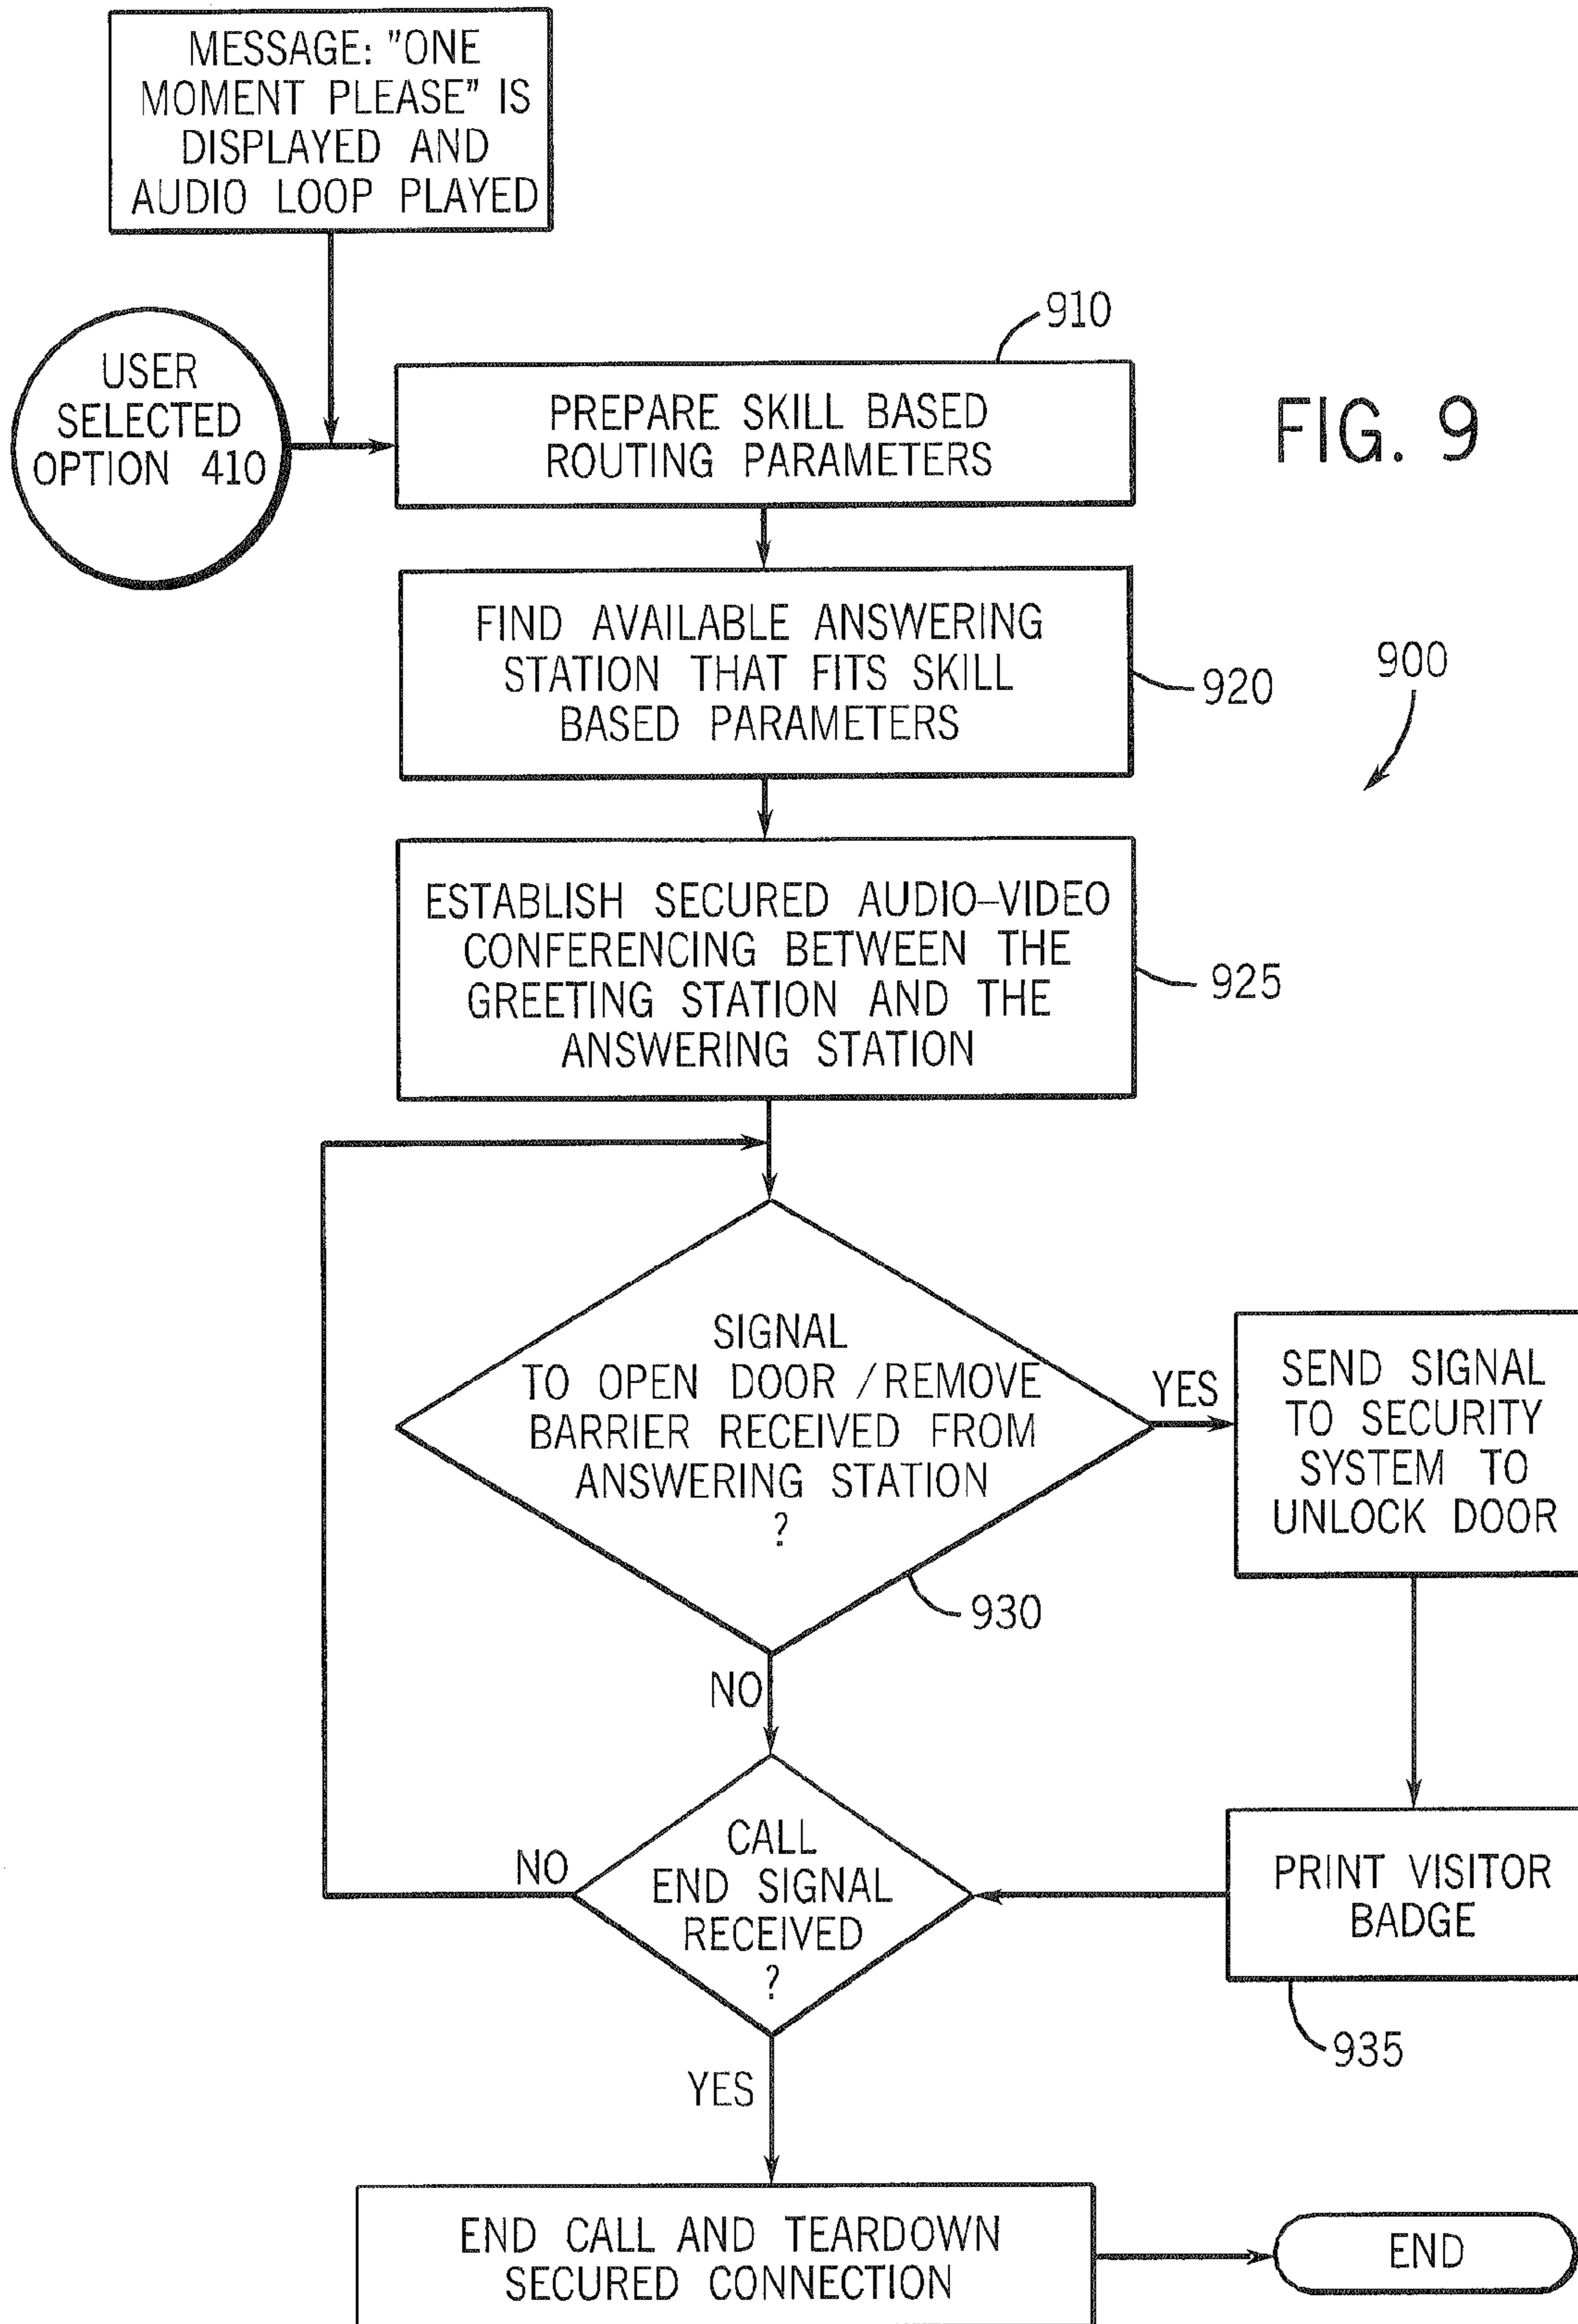 MESSAGE: "ONE
MOMENT PLEASE" IS
DISPLAYED AND
AUDIO LOOP PLAYED
USER
SELECTED
OPTION 410
910
PREPARE SKILL BASED
ROUTING PARAMETERS
FIG. 9
FIND AVAILABLE ANSWERING
STATION THAT FITS SKILL
BASED PARAMETERS
920
900
ESTABLISH SECURED AUDIO–VIDEO
CONFERENCING BETWEEN THE
GREETING STATION AND THE
ANSWERING STATION
925
SIGNAL
TO OPEN DOOR /REMOVE
BARRIER RECEIVED FROM
ANSWERING STATION
?
930
YES
SEND SIGNAL
TO SECURITY
SYSTEM TO
UNLOCK DOOR
NO
CALL
END SIGNAL
RECEIVED
?
NO
PRINT VISITOR
BADGE
935
YES
END CALL AND TEARDOWN
SECURED CONNECTION
END